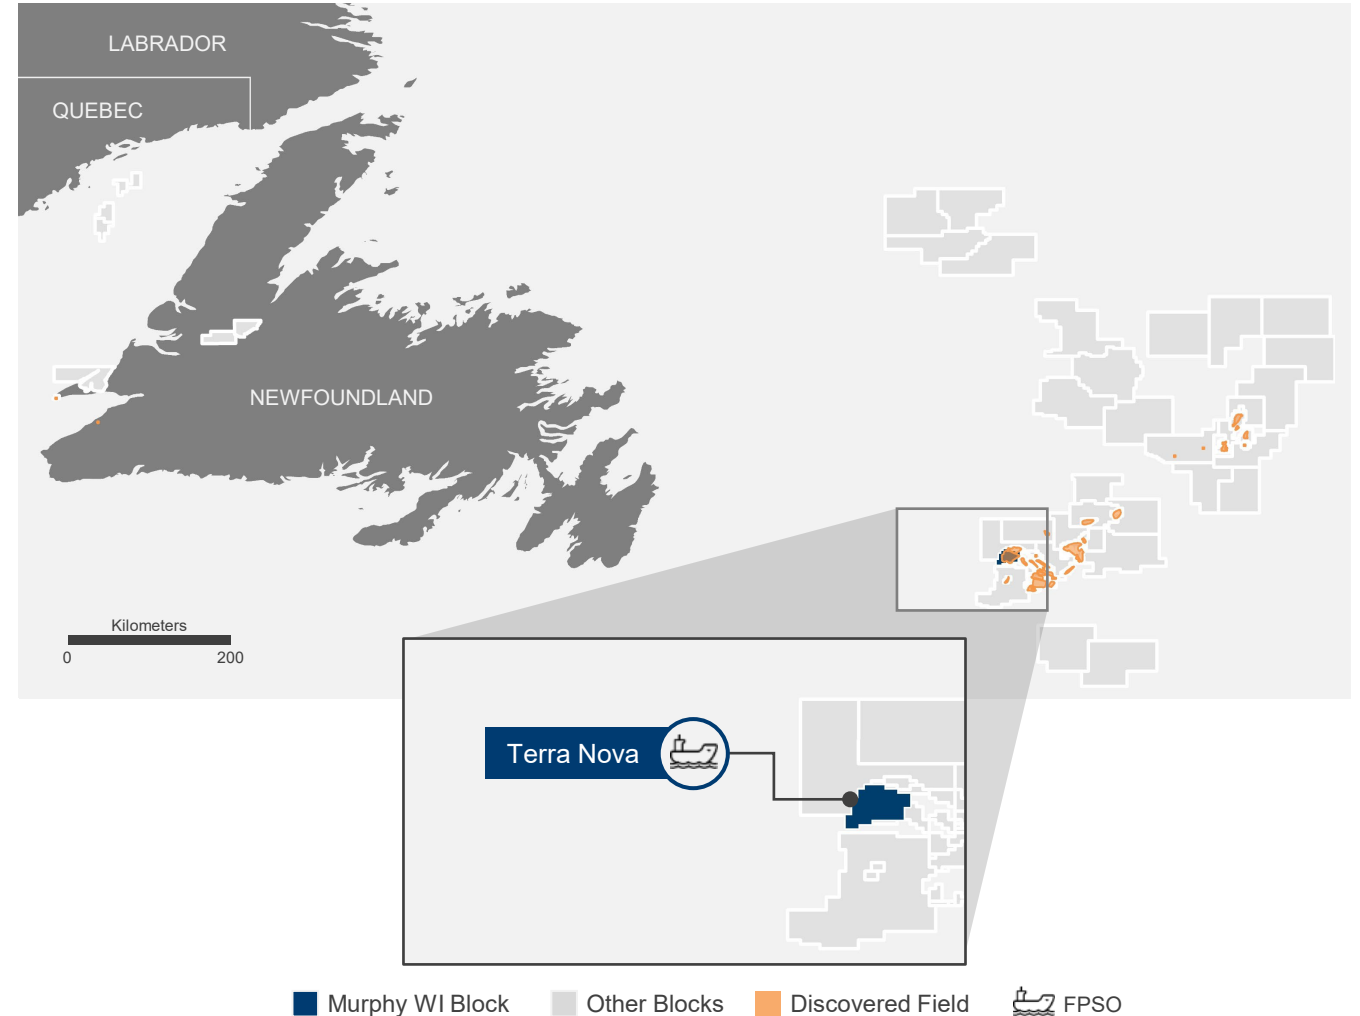 LABRADOR
QUEBEC
NEWFOUNDLAND
Kilometers
0 200
Terra Nova
Murphy WI Block Other Blocks Discovered Field FPSO